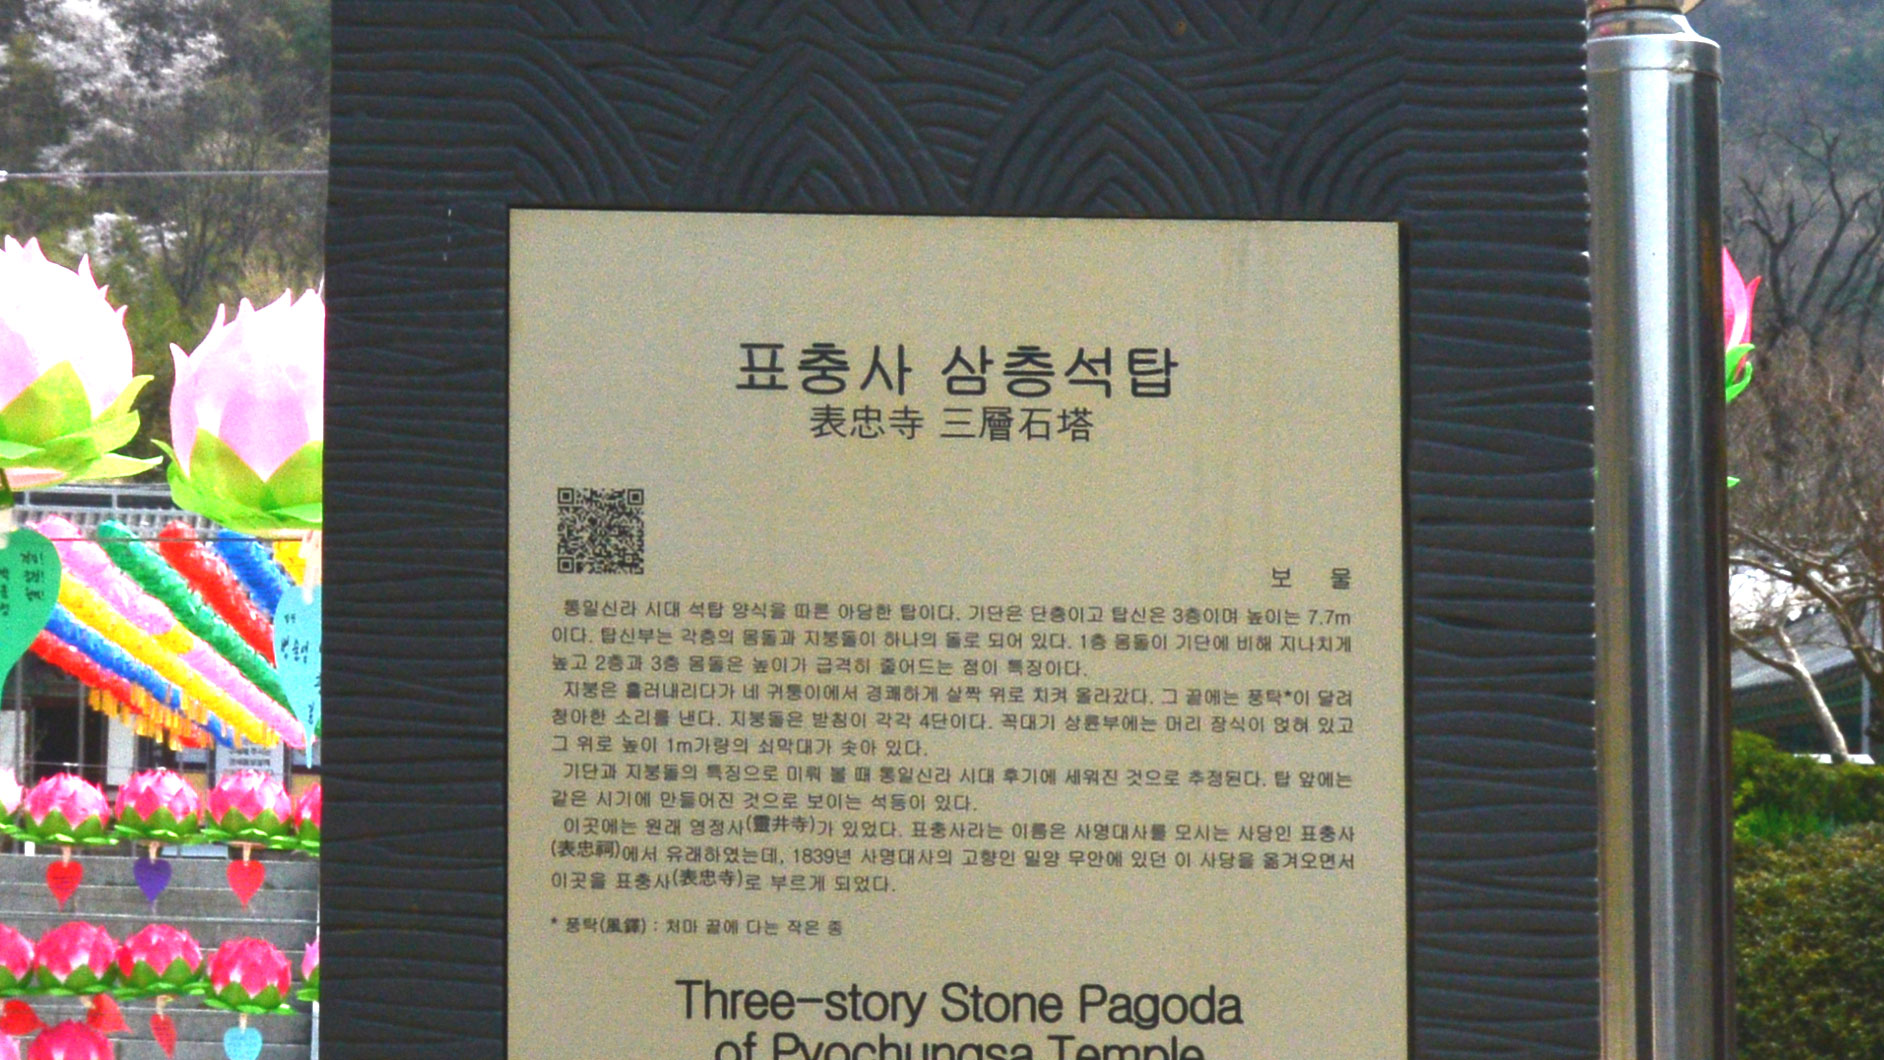 표충사 삼층석탑
表忠寺 三層石塔
보 물
통일신라 시대 석탑 양식을 따른 아담한 탑이다. 기단은 단층이고 탑신은 3층이며 높이는 7.7m
이다. 탑신부는 각층의 몸돌과 지붕돌이 하나의 돌로 되어 있다. 1층 몸돌이 기단에 비해 지나치게
높고 2층과 3층 몸돌은 높이가 급격히 줄어드는 점이 특징이다.
지붕은 흘러내리다가 네 귀퉁이에서 경쾌하게 살짝 위로 치켜 올라갔다. 그 끝에는 풍탁*이 달려
청아한 소리를 낸다. 지붕돌은 받침이 각각 4단이다. 꼭대기 상륜부에는 머리 장식이 얹혀 있고
그 위로 높이 1m가량의 쇠막대가 솟아 있다.
기단과 지붕돌의 특징으로 미뤄 볼 때 통일신라 시대 후기에 세워진 것으로 추정된다. 탑 앞에는
같은 시기에 만들어진 것으로 보이는 석등이 있다.
이곳에는 원래 영정사(靈井寺)가 있었다. 표충사라는 이름은 사명대사를 모시는 사당인 표충사
(表忠祠)에서 유래하였는데, 1839년 사명대사의 고향인 밀양 무안에 있던 이 사당을 옮겨오면서
이곳을 표충사(表忠寺)로 부르게 되었다.
* 풍탁(風鐸) : 처마 끝에 다는 작은 종
Three-story Stone Pagoda
of Pyochungsa Temple